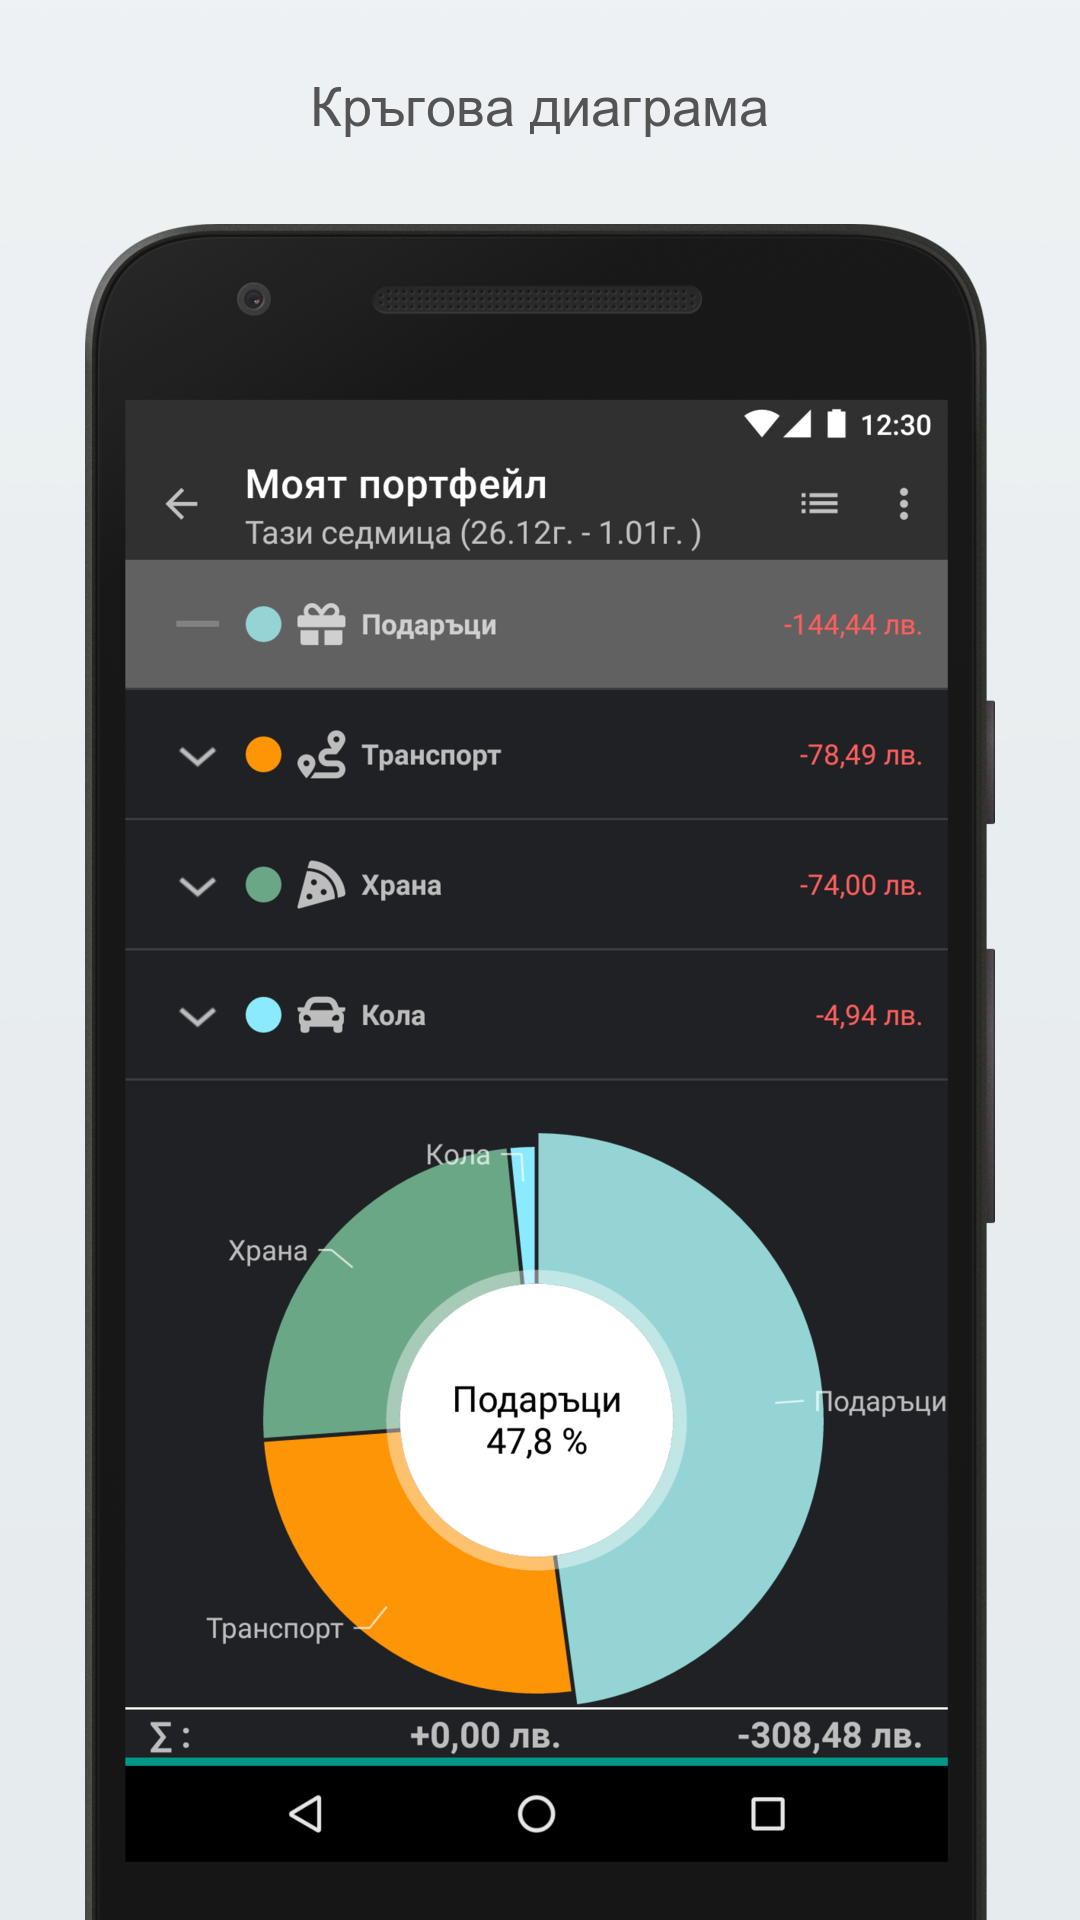 Кръгова диаграма
12:30
Моят портфейл
Тази седмица (26.12г. - 1.01г. )
Подаръци -144,44 лв.
Транспорт -78,49 лв.
Храна -74,00 лв.
Кола -4,94 лв.
Кола
Храна
Подаръци
47,8 %
Подаръци
Транспорт
Σ : +0,00 лв. -308,48 лв.